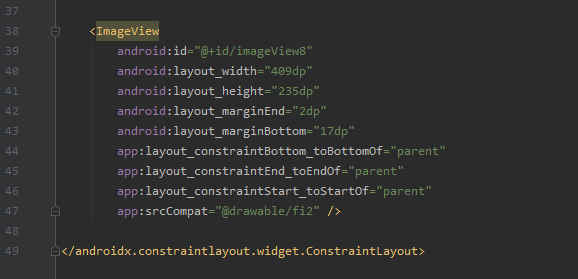 37
38 <ImageView
39 android:id="@+id/imageView8"
40 android:layout_width="409dp"
41 android:layout_height="235dp"
42 android:layout_marginEnd="2dp"
43 android:layout_marginBottom="17dp"
44 app:layout_constraintBottom_toBottomOf="parent"
45 app:layout_constraintEnd_toEndOf="parent"
46 app:layout_constraintStart_toStartOf="parent"
47 app:srcCompat="@drawable/fi2" />
48
49 </androidx.constraintlayout.widget.ConstraintLayout>